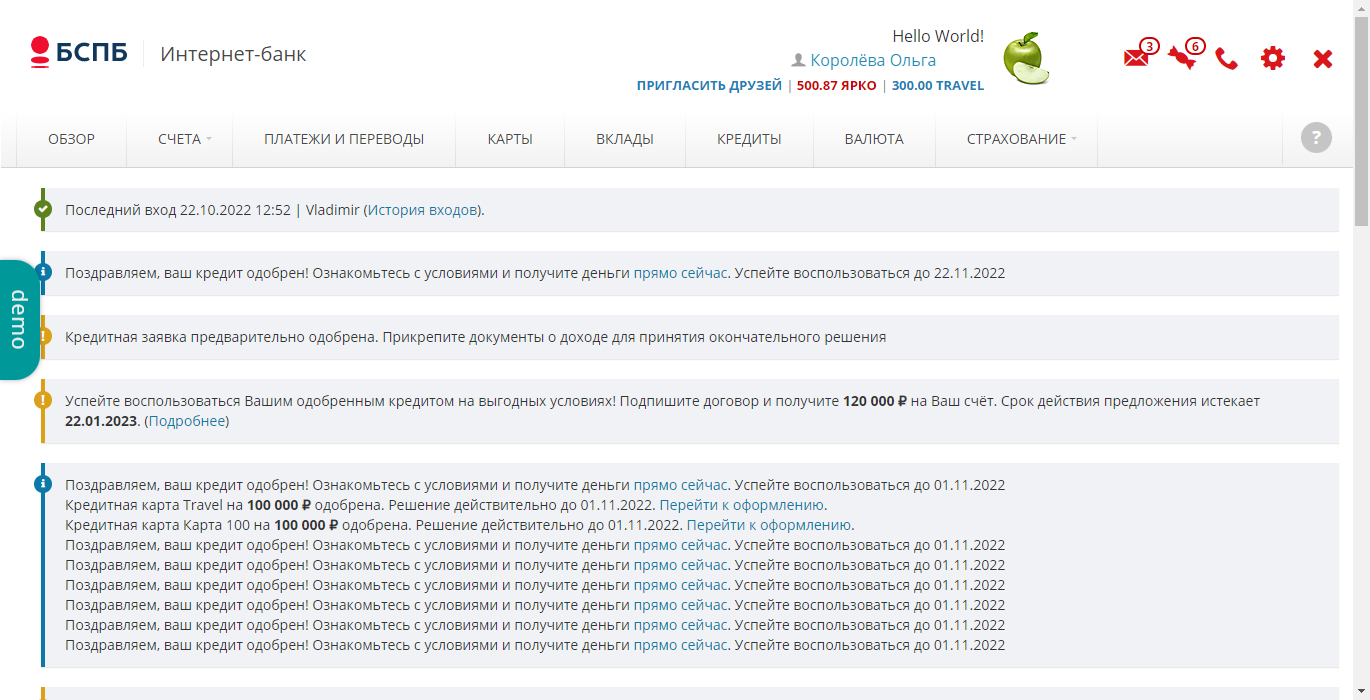 БСПБ
Интернет-банк
Hello World!
Королёва Ольга
ПРИГЛАСИТЬ ДРУЗЕЙ | 500.87 ЯРКО | 300.00 TRAVEL
3
6
ОБЗОР
СЧЕТА
ПЛАТЕЖИ И ПЕРЕВОДЫ
КАРТЫ
ВКЛАДЫ
КРЕДИТЫ
ВАЛЮТА
СТРАХОВАНИЕ
?
demo
Последний вход 22.10.2022 12:52 | Vladimir (История входов).
Поздравляем, ваш кредит одобрен! Ознакомьтесь с условиями и получите деньги прямо сейчас. Успейте воспользоваться до 22.11.2022
Кредитная заявка предварительно одобрена. Прикрепите документы о доходе для принятия окончательного решения
Успейте воспользоваться Вашим одобренным кредитом на выгодных условиях! Подпишите договор и получите 120 000 ₽ на Ваш счёт. Срок действия предложения истекает
22.01.2023. (Подробнее)
Поздравляем, ваш кредит одобрен! Ознакомьтесь с условиями и получите деньги прямо сейчас. Успейте воспользоваться до 01.11.2022
Кредитная карта Travel на 100 000 ₽ одобрена. Решение действительно до 01.11.2022. Перейти к оформлению.
Кредитная карта Карта 100 на 100 000 ₽ одобрена. Решение действительно до 01.11.2022. Перейти к оформлению.
Поздравляем, ваш кредит одобрен! Ознакомьтесь с условиями и получите деньги прямо сейчас. Успейте воспользоваться до 01.11.2022
Поздравляем, ваш кредит одобрен! Ознакомьтесь с условиями и получите деньги прямо сейчас. Успейте воспользоваться до 01.11.2022
Поздравляем, ваш кредит одобрен! Ознакомьтесь с условиями и получите деньги прямо сейчас. Успейте воспользоваться до 01.11.2022
Поздравляем, ваш кредит одобрен! Ознакомьтесь с условиями и получите деньги прямо сейчас. Успейте воспользоваться до 01.11.2022
Поздравляем, ваш кредит одобрен! Ознакомьтесь с условиями и получите деньги прямо сейчас. Успейте воспользоваться до 01.11.2022
Поздравляем, ваш кредит одобрен! Ознакомьтесь с условиями и получите деньги прямо сейчас. Успейте воспользоваться до 01.11.2022